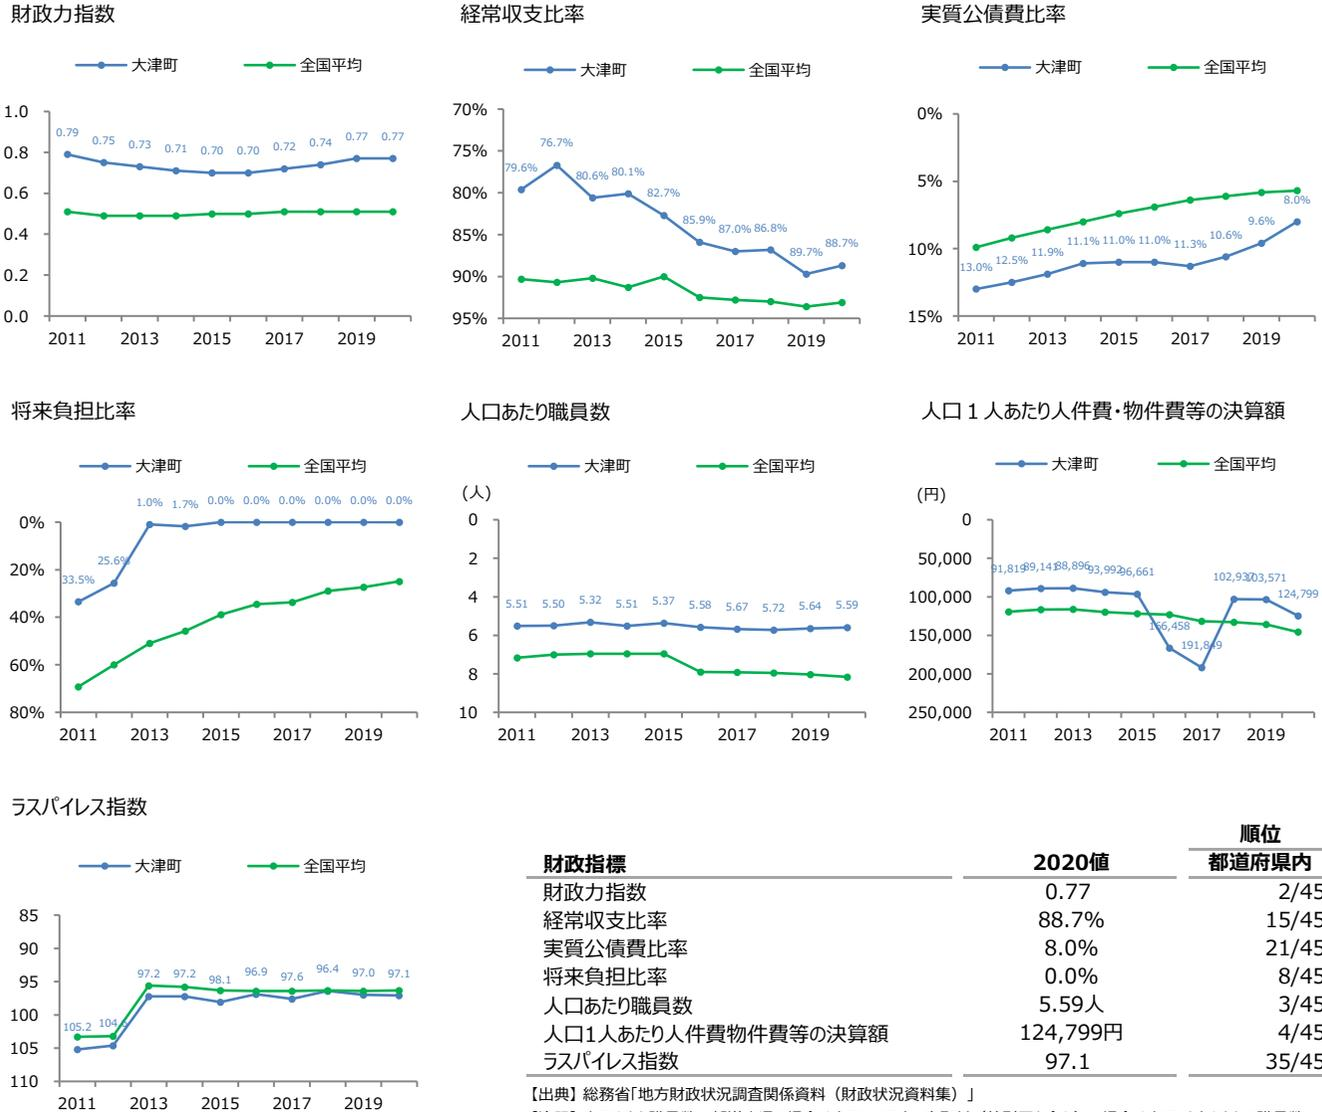 財政力指数
大津町 全国平均
1.0
0.8
0.6
0.4
0.2
0.0
0.79 0.75 0.73 0.71 0.70 0.70 0.72 0.74 0.77 0.77
2011 2013 2015 2017 2019
経常収支比率
大津町 全国平均
70%
75%
80%
85%
90%
95%
79.6% 76.7% 80.6% 80.1% 82.7% 85.9% 87.0% 86.8% 89.7% 88.7%
2011 2013 2015 2017 2019
実質公債費比率
大津町 全国平均
0%
5%
10%
15%
13.0% 12.5% 11.9% 11.1% 11.0% 11.0% 11.3% 10.6% 9.6% 8.0%
2011 2013 2015 2017 2019
将来負担比率
大津町 全国平均
0%
20%
40%
60%
80%
33.5% 25.6% 1.0% 1.7% 0.0% 0.0% 0.0% 0.0% 0.0% 0.0%
2011 2013 2015 2017 2019
人口あたり職員数
大津町 全国平均
(人)
0
2
4
6
8
10
5.51 5.50 5.32 5.51 5.37 5.58 5.67 5.72 5.64 5.59
2011 2013 2015 2017 2019
人口1人あたり人件費・物件費等の決算額
大津町 全国平均
(円)
0
50,000
100,000
150,000
200,000
250,000
91,819 89,141 88,896 93,992 96,661 166,458 191,849 102,937 103,571 124,799
2011 2013 2015 2017 2019
ラスパイレス指数
大津町 全国平均
85
90
95
100
105
110
105.2 104. 97.2 97.2 98.1 96.9 97.6 96.4 97.0 97.1
2011 2013 2015 2017 2019
順位
財政指標 2020値 都道府県内
財政力指数 0.77 2/45
経常収支比率 88.7% 15/45
実質公債費比率 8.0% 21/45
将来負担比率 0.0% 8/45
人口あたり職員数 5.59人 3/45
人口1人あたり人件費物件費等の決算額 124,799円 4/45
ラスパイレス指数 97.1 35/45
【出典】総務省「地方財政状況調査関係資料（財政状況資料集）」